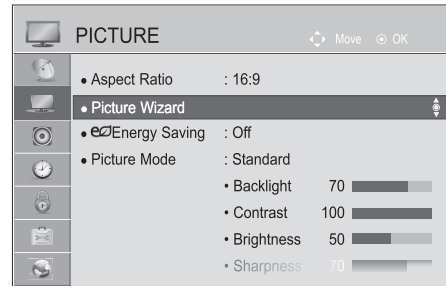 PICTURE
Move
OK
• Aspect Ratio : 16:9
• Picture Wizard
• Energy Saving : Off
• Picture Mode : Standard
• Backlight 70
• Contrast 100
• Brightness 50
• Sharpness 70